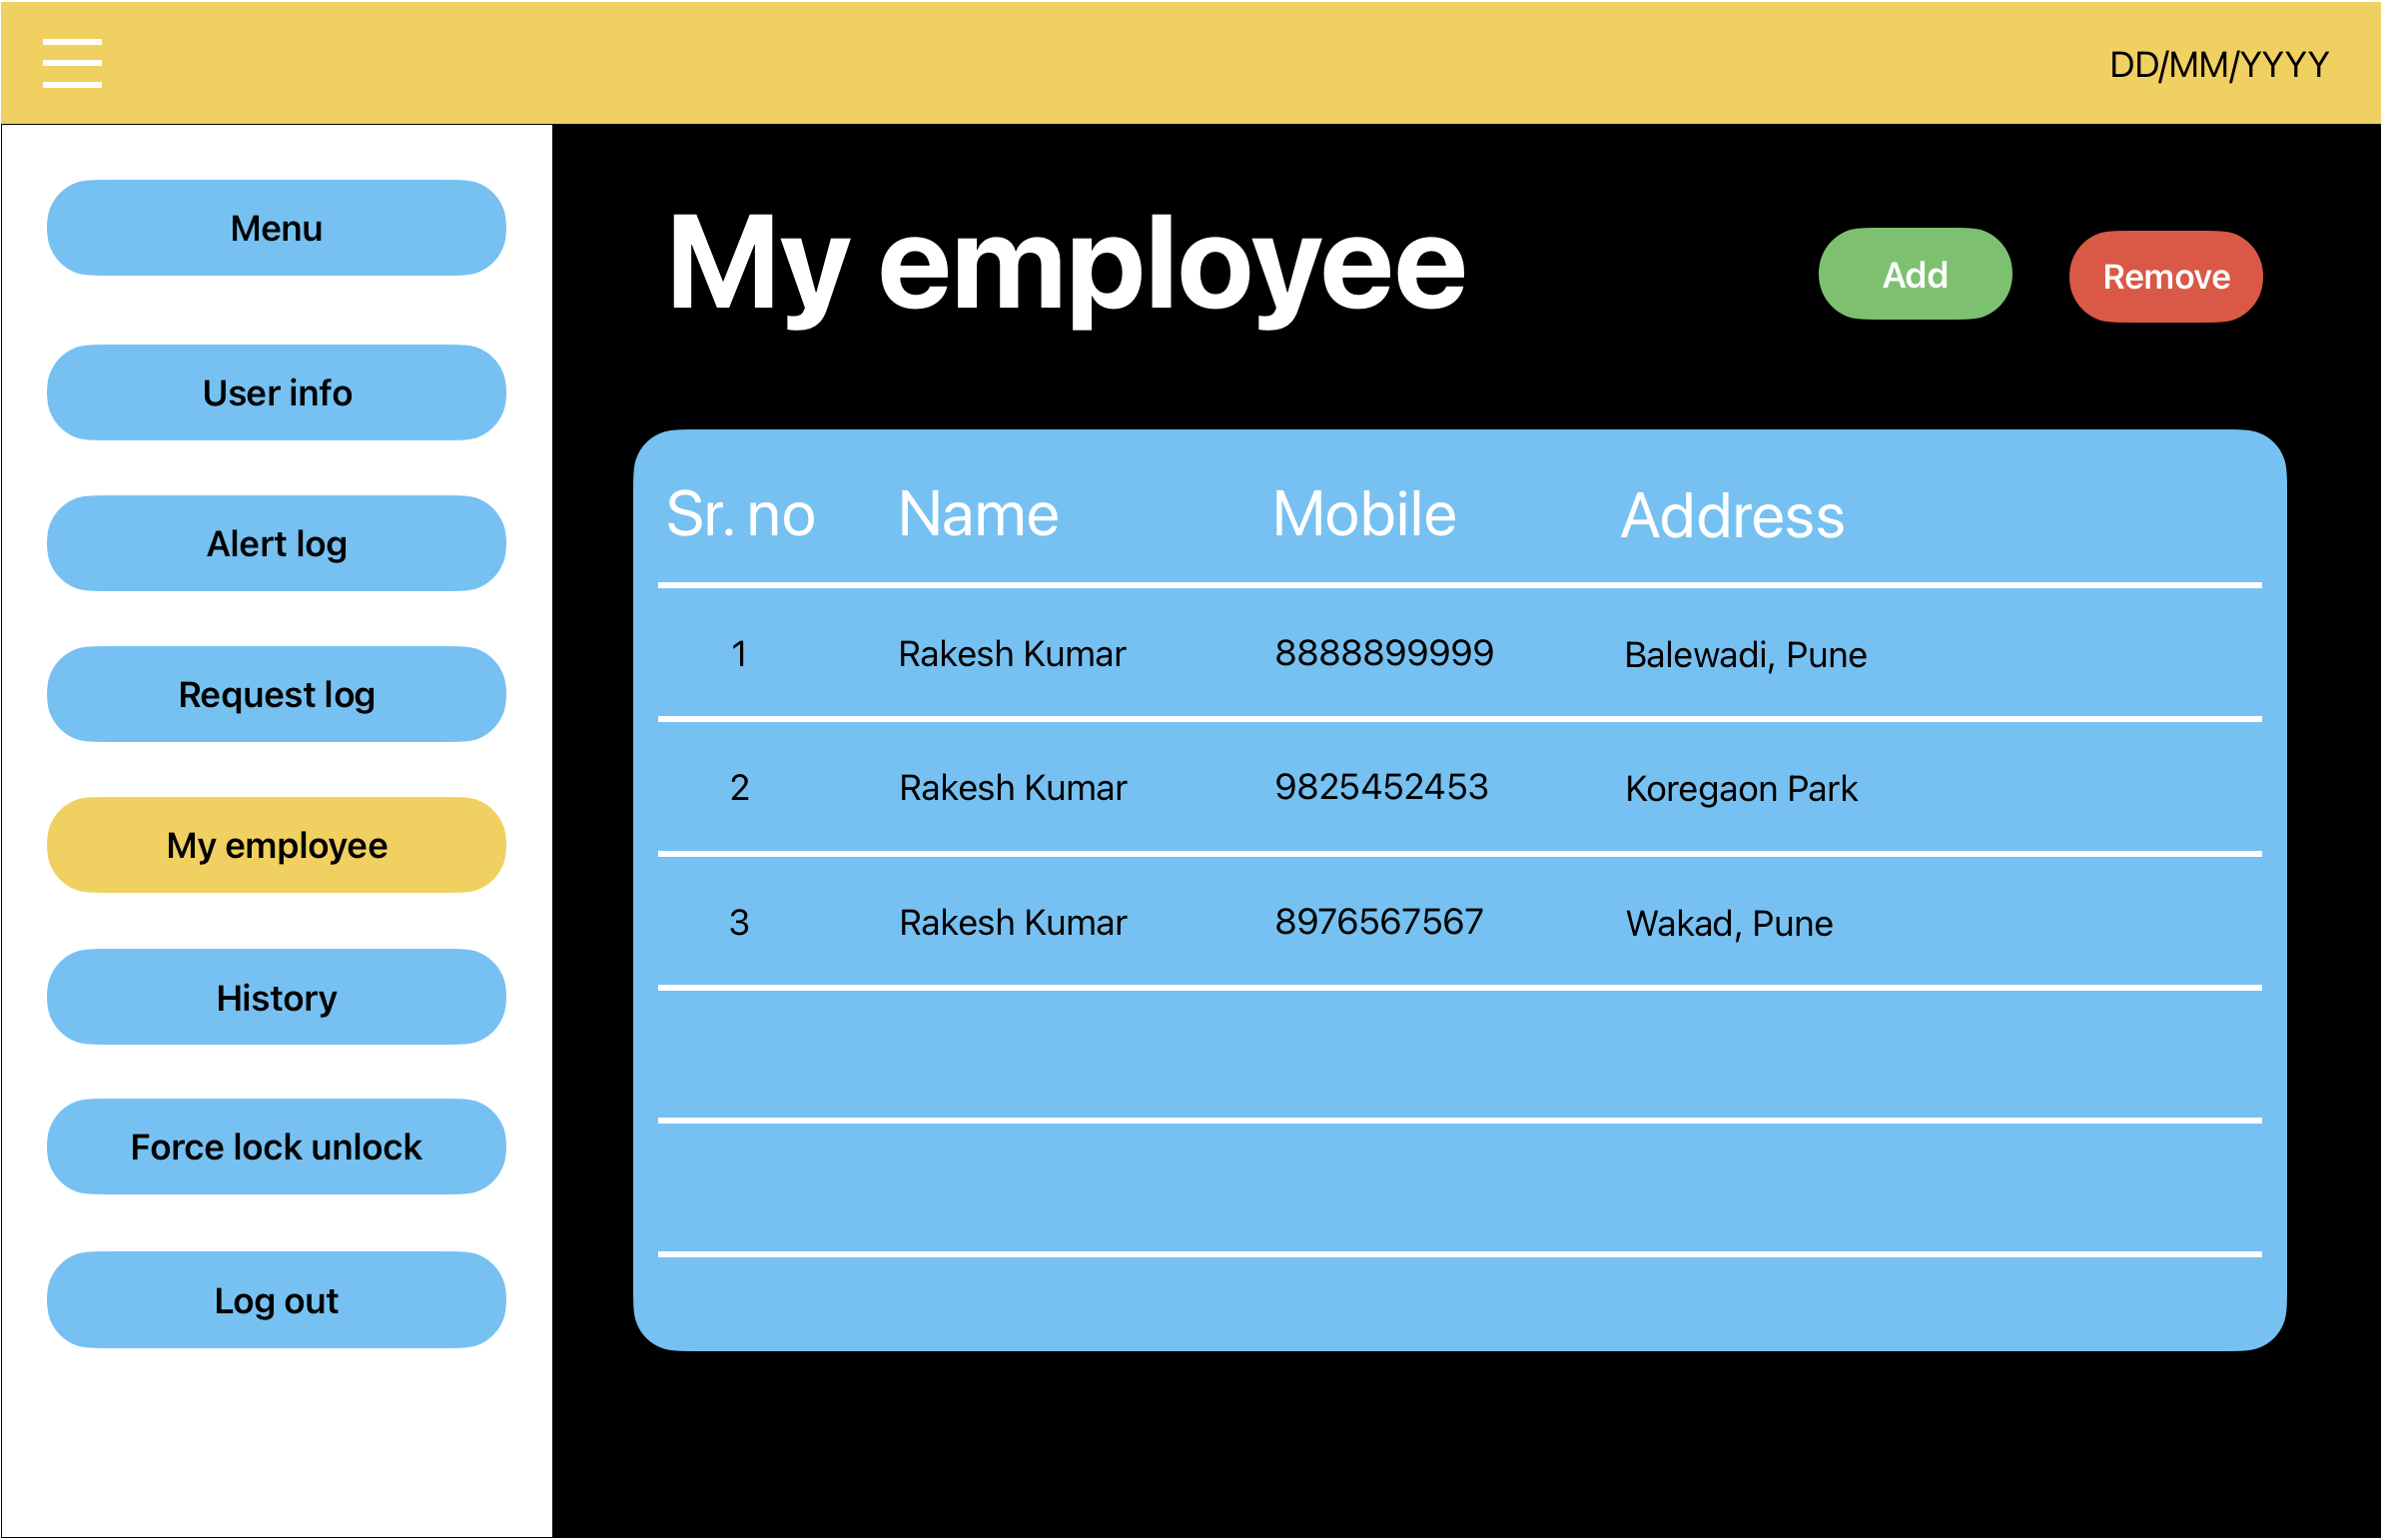 DD/MM/YYYY
Menu
User info
Alert log
Request log
My employee
History
Force lock unlock
Log out
My employee
Add
Remove
Sr. no Name Mobile Address
1 Rakesh Kumar 8888899999 Balewadi, Pune
2 Rakesh Kumar 9825452453 Koregaon Park
3 Rakesh Kumar 8976567567 Wakad, Pune